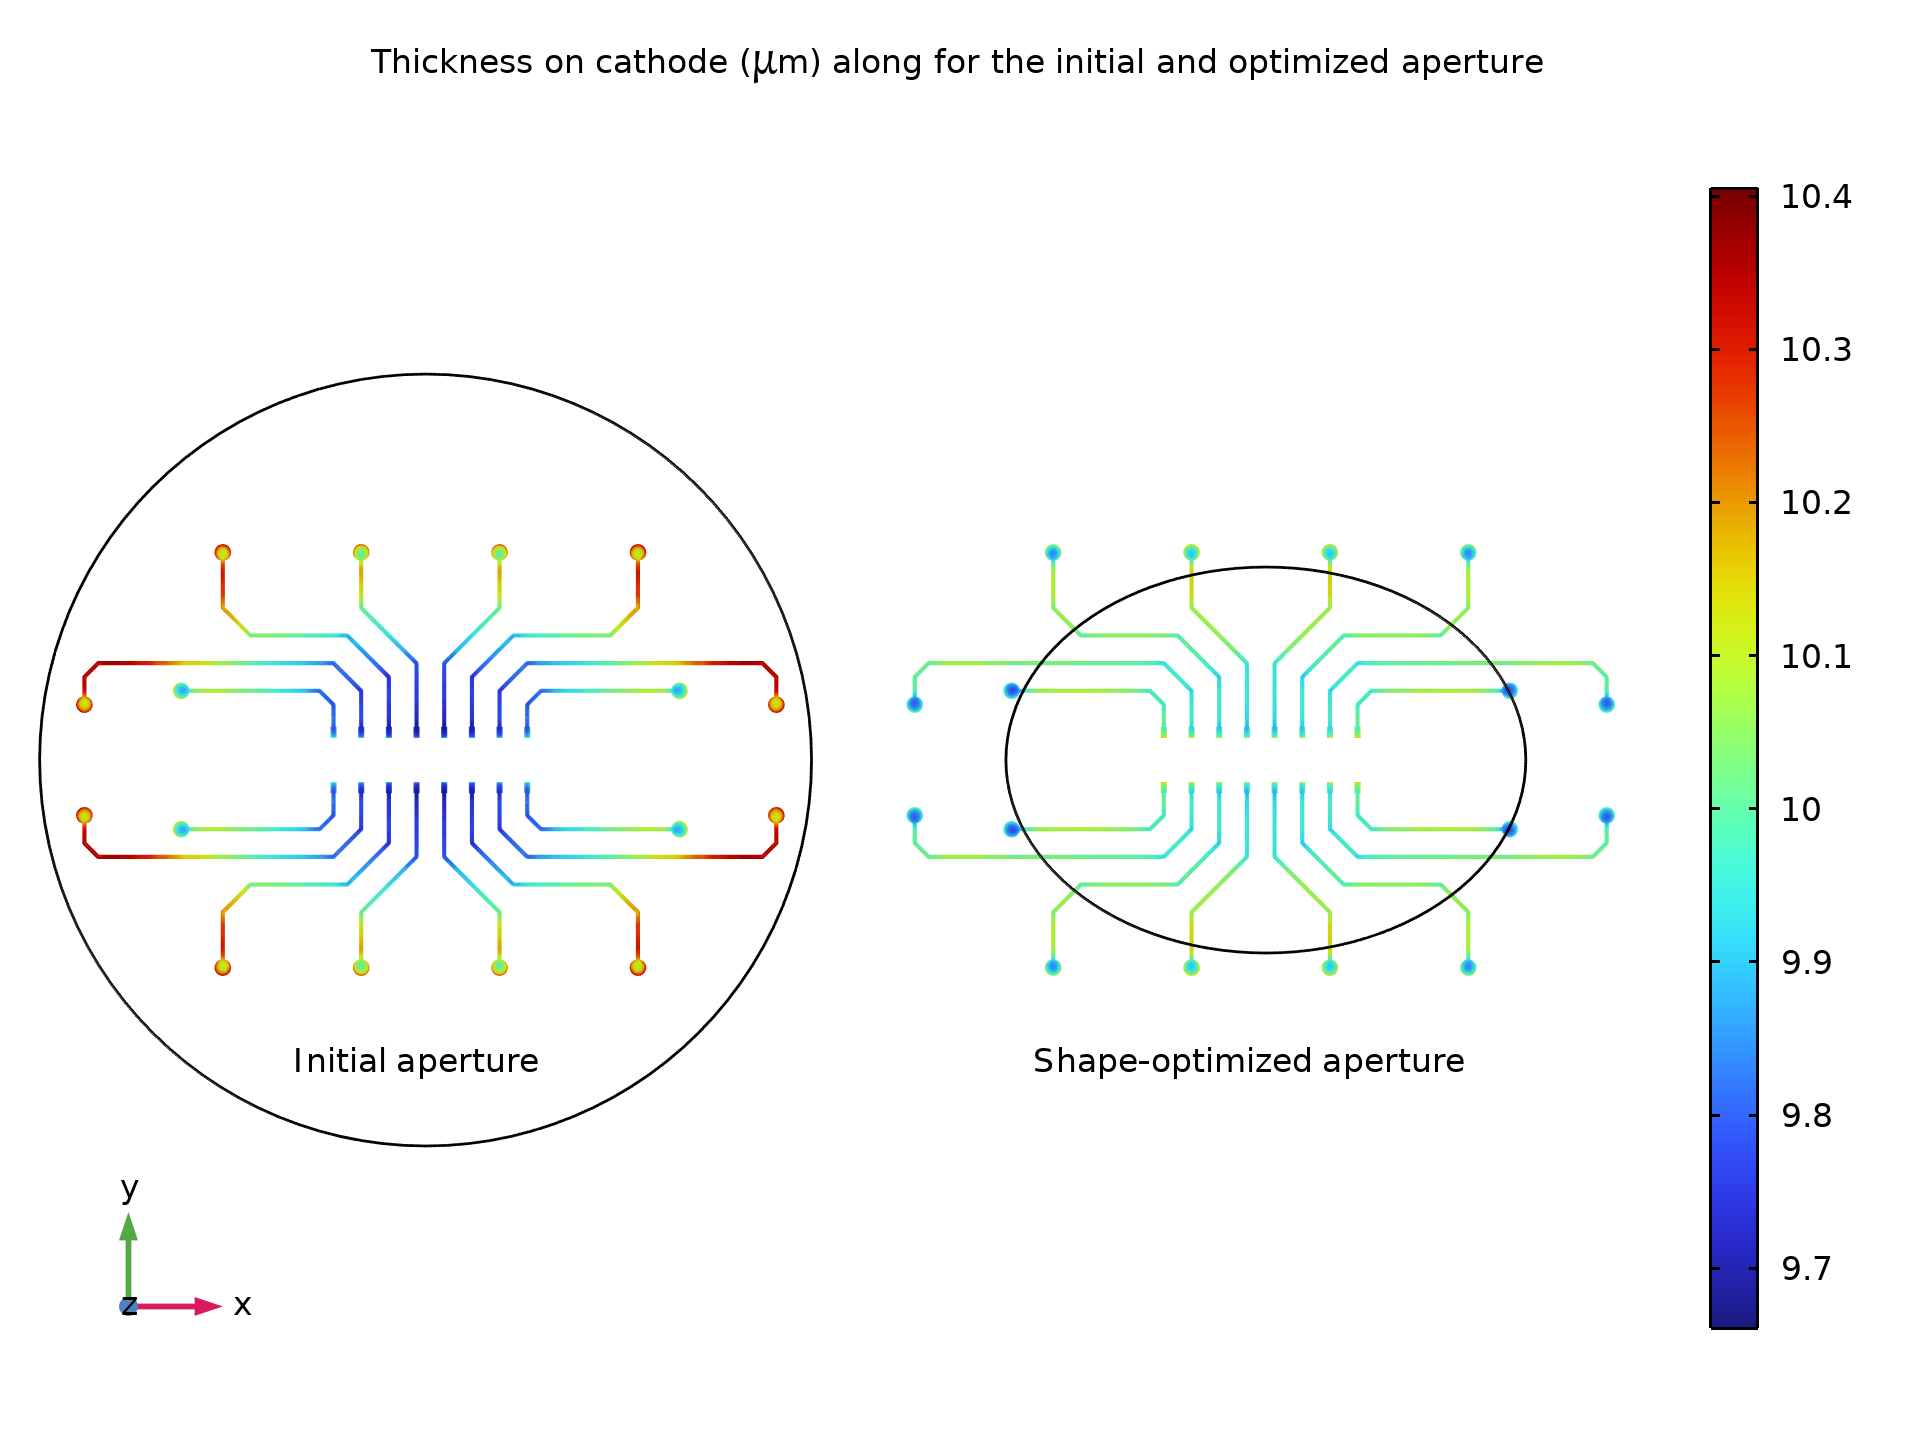 Thickness on cathode (μm) along for the initial and optimized aperture
10.4
10.3
10.2
10.1
10
9.9
9.8
9.7
Initial aperture
Shape-optimized aperture
y
z
x